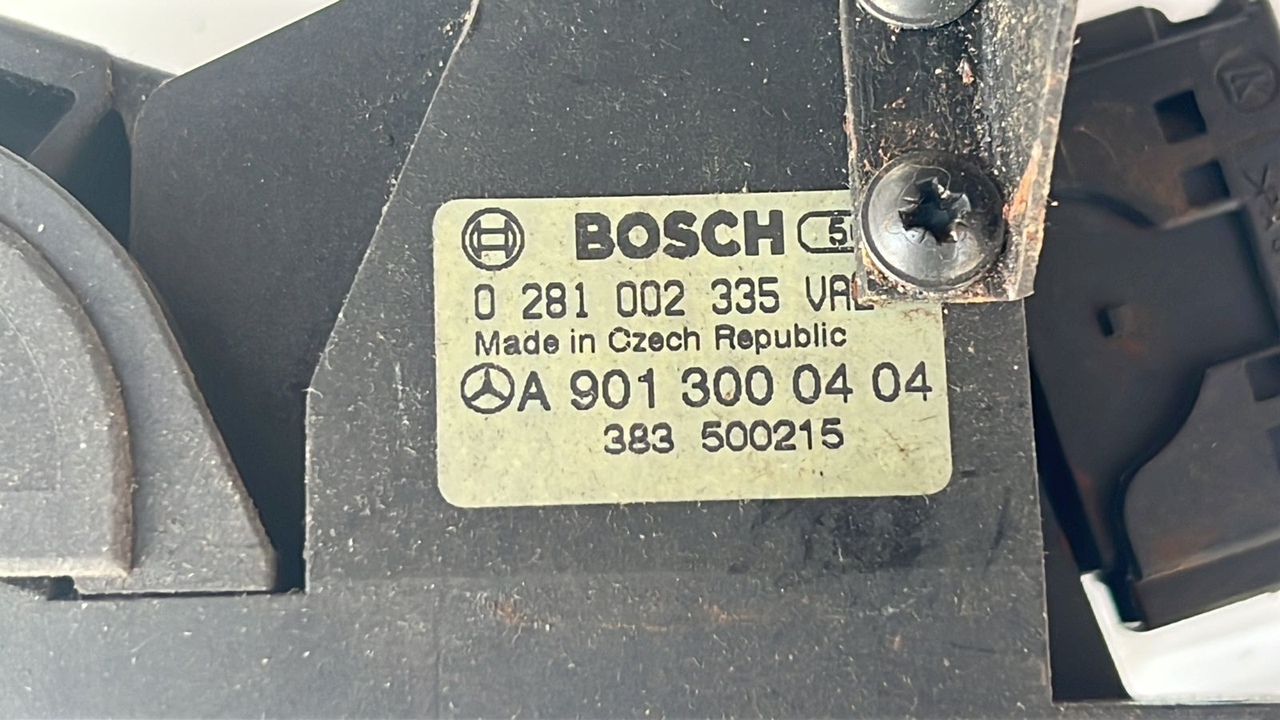 BOSCH
0 281 002 335
Made in Czech Republic
A 901 300 04 04
383 500215